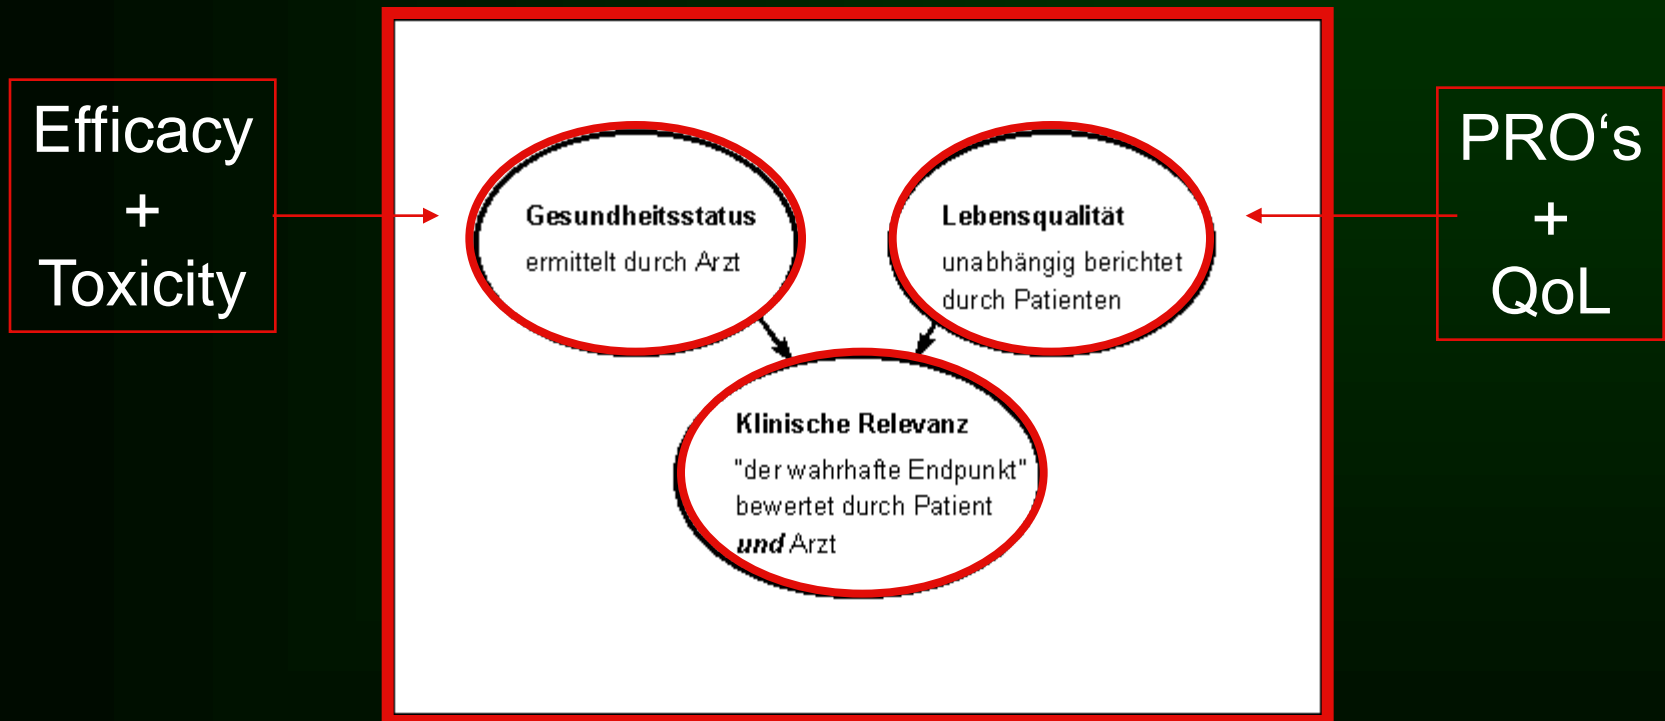 Efficacy
+
Toxicity
Gesundheitsstatus
ermittelt durch Arzt
Lebensqualität
unabhängig berichtet
durch Patienten
Klinische Relevanz
"der wahrhafte Endpunkt"
bewertet durch Patient
und Arzt
PRO‘s
+
QoL